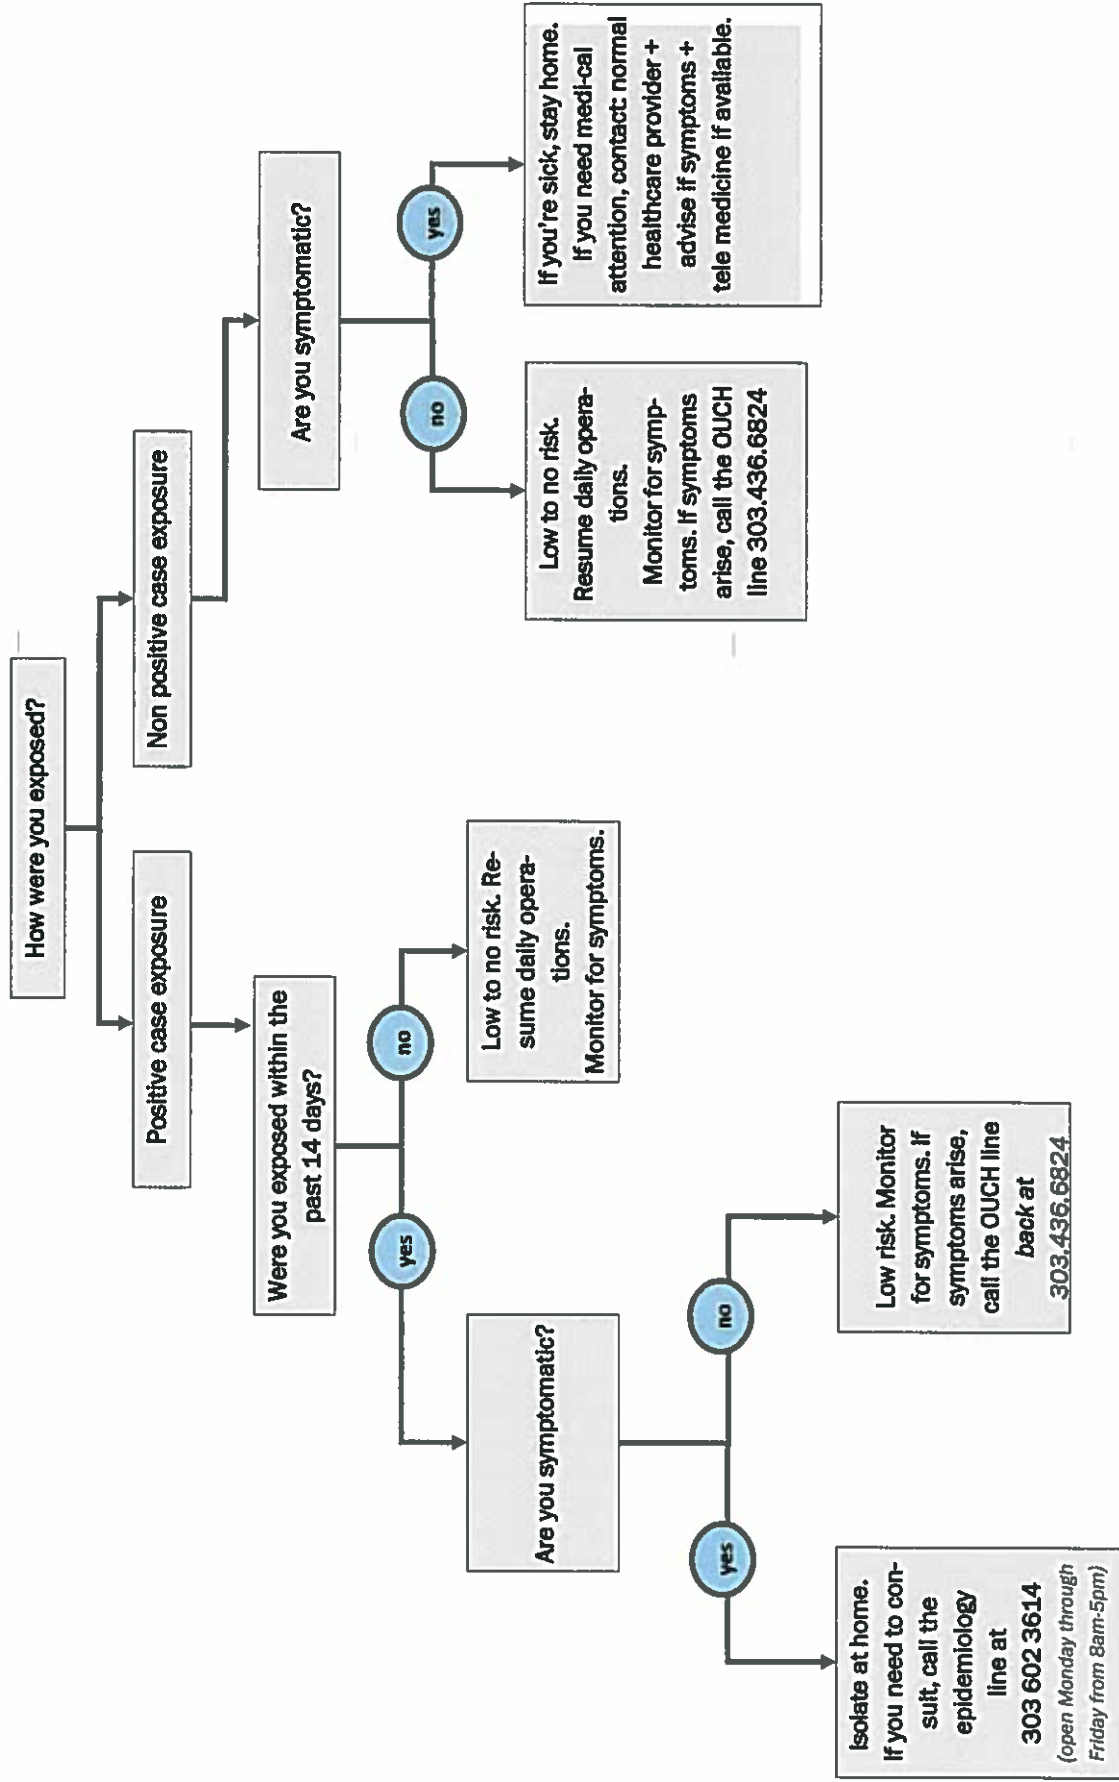 How were you exposed?
Positive case exposure
Non positive case exposure
Were you exposed within the
past 14 days?
Are you symptomatic?
yes
no
no
yes
Are you symptomatic?
Low to no risk. Re-
sume daily opera-
tions.
Monitor for symptoms.
Low to no risk.
Resume daily opera-
tions.
Monitor for symp-
toms. If symptoms
arise, call the OUCH
line 303.436.6824
If you're sick, stay home.
If you need medi-cal
attention, contact: normal
healthcare provider +
advise if symptoms +
tele medicine if available.
yes
no
Isolate at home.
If you need to con-
sult, call the
epidemiology
line at
303 602 3614
(open Monday through
Friday from 8am-5pm)
Low risk. Monitor
for symptoms. If
symptoms arise,
call the OUCH line
back at
303.436.6824